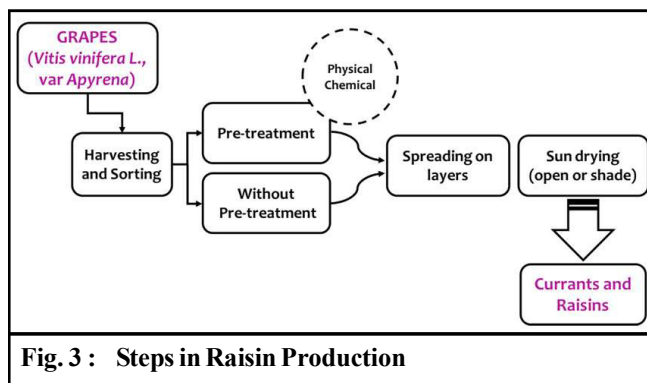 GRAPES
(Vitis vinifera L.,
var Apyrena)
Harvesting
and Sorting
Physical
Chemical
Pre-treatment
Without
Pre-Treatment
Spreading on
layers
Sun drying
(open or shade)
Currants and
Raisins
Fig. 3 : Steps in Raisin Production